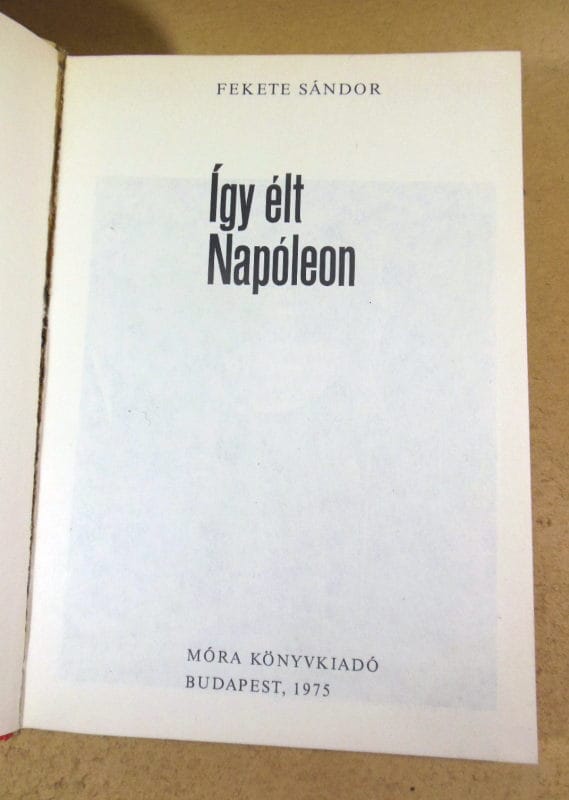 FEKETE SÁNDOR
Így élt
Napóleon
MÓRA KÖNYVKIADÓ
BUDAPEST, 1975